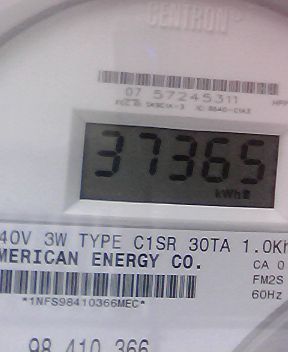 CENTRON
07 57245311
37365
kWh
40V 3W TYPE C1SR 30TA 1.0Kh
MERICAN ENERGY CO.
CA 0
FM2S
*1NFS98410366MEC*
60Hz
98 410 366